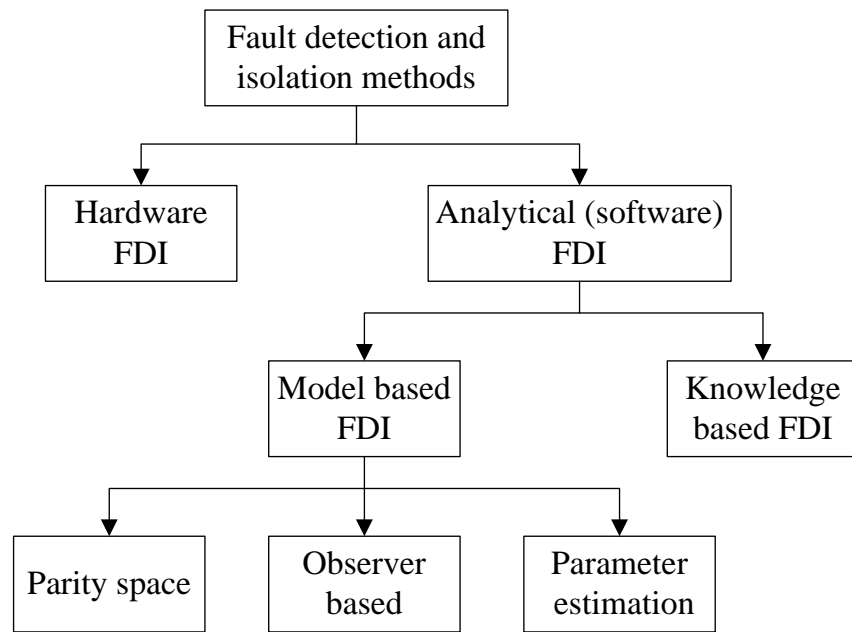 Fault detection and
isolation methods
Hardware
FDI
Analytical (software)
FDI
Model based
FDI
Knowledge
based FDI
Parity space
Observer
based
Parameter
estimation